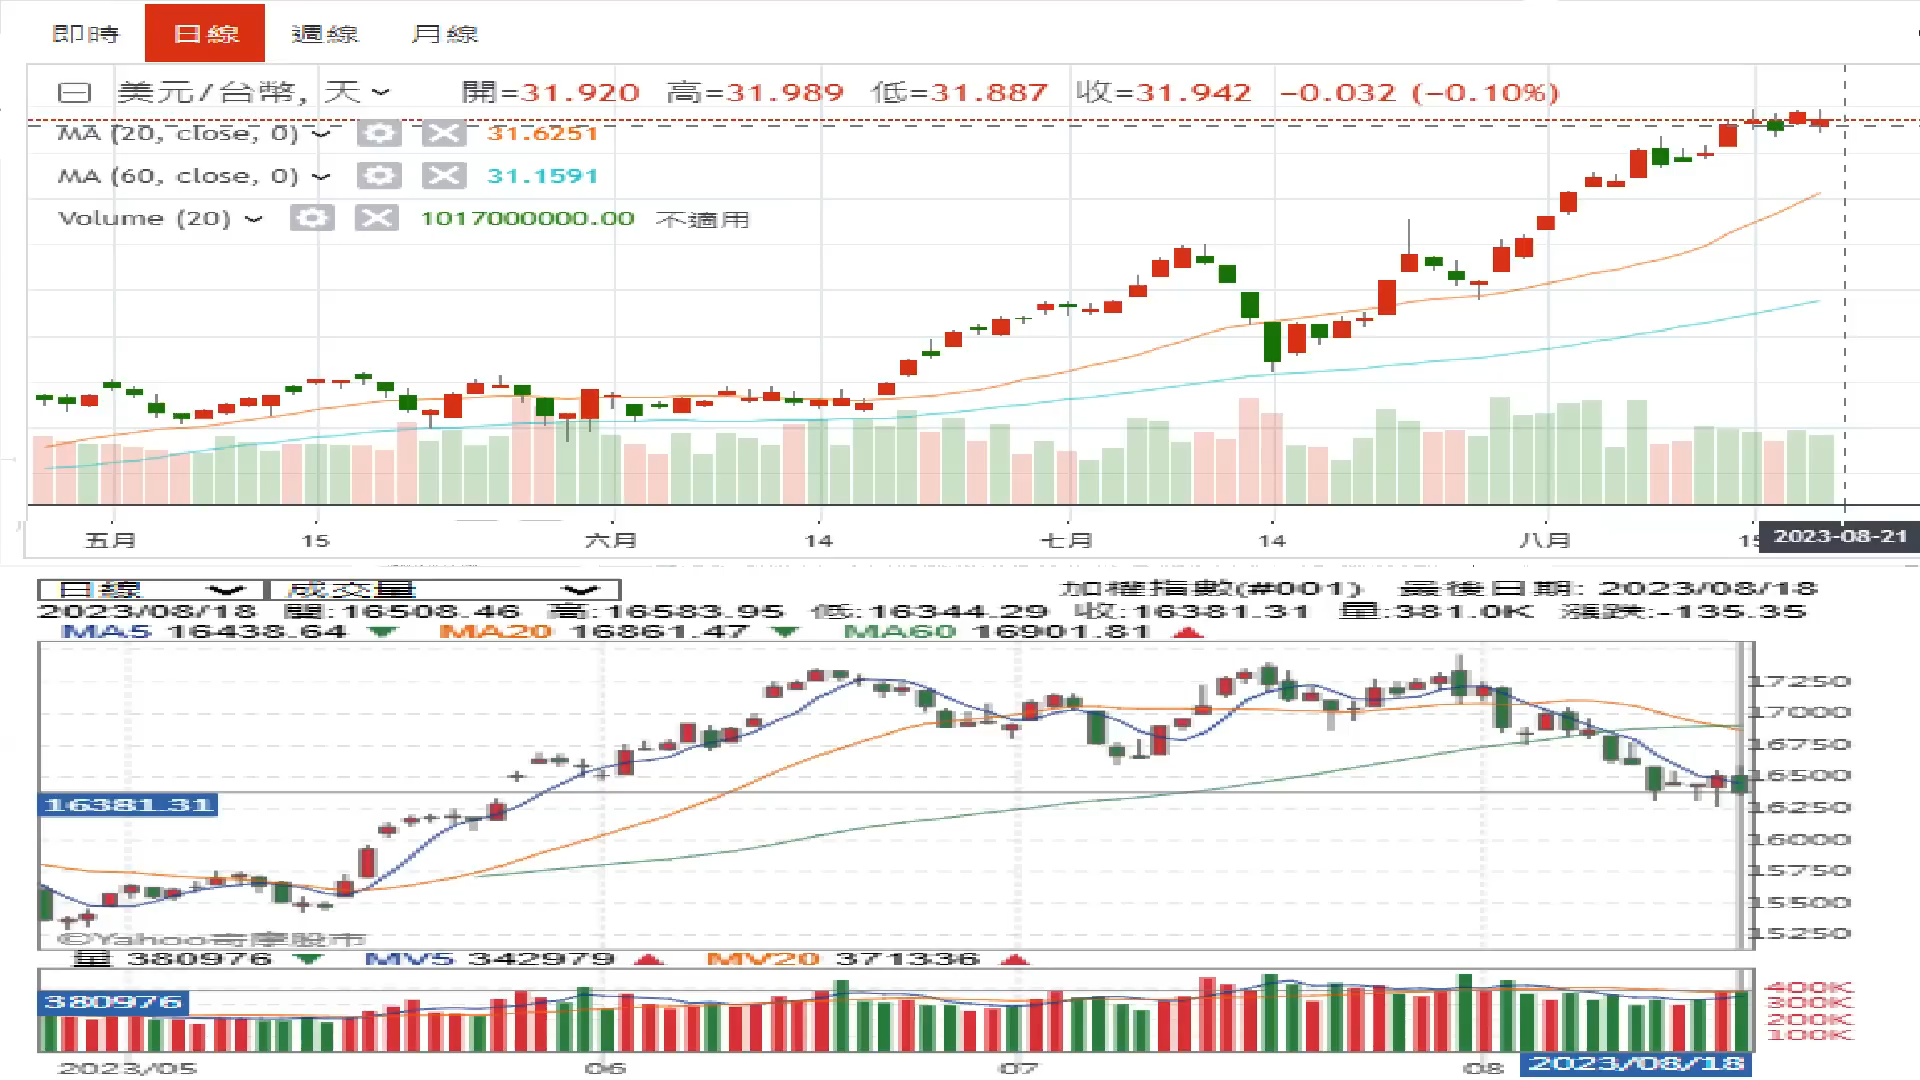 即時 日線 週線 月線
美元/台幣, 天 開=31.920 高=31.989 低=31.887 收=31.942 −0.032 (−0.10%)
MA (20, close, 0) 31.6251
MA (60, close, 0) 31.1591
Volume (20) 1017000000.00 不適用
五月 15 六月 14 七月 14 八月 15 2023-08-21
日線 成交量 加權指數(#001) 最後日期: 2023/08/18
2023/08/18 開:16508.46 高:16583.95 低:16344.29 收:16381.31 量:381.0K 漲跌:-135.35
MA5 16438.64 MA20 16861.47 MA60 16901.81
17250
17000
16750
16500
16381.31
16250
16000
15750
15500
15250
©Yahoo奇摩股市
量 380976 MV5 342979 MV20 371336
400K
380976 300K
200K
100K
2023/05 06 07 08 2023/08/18